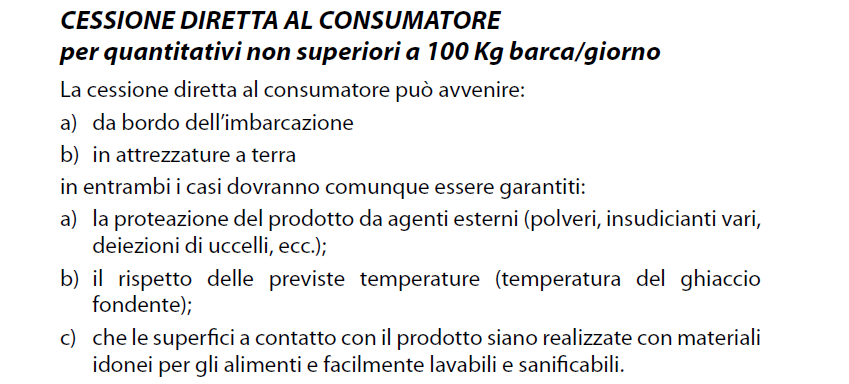 CESSIONE DIRETTA AL CONSUMATORE
per quantitativi non superiori a 100 Kg barca/giorno
La cessione diretta al consumatore può avvenire:
a) da bordo dell’imbarcazione
b) in attrezzature a terra
in entrambi i casi dovranno comunque essere garantiti:
a) la proteazione del prodotto da agenti esterni (polveri, insudicianti vari,
deiezioni di uccelli, ecc.);
b) il rispetto delle previste temperature (temperatura del ghiaccio
fondente);
c) che le superfici a contatto con il prodotto siano realizzate con materiali
idonei per gli alimenti e facilmente lavabili e sanificabili.